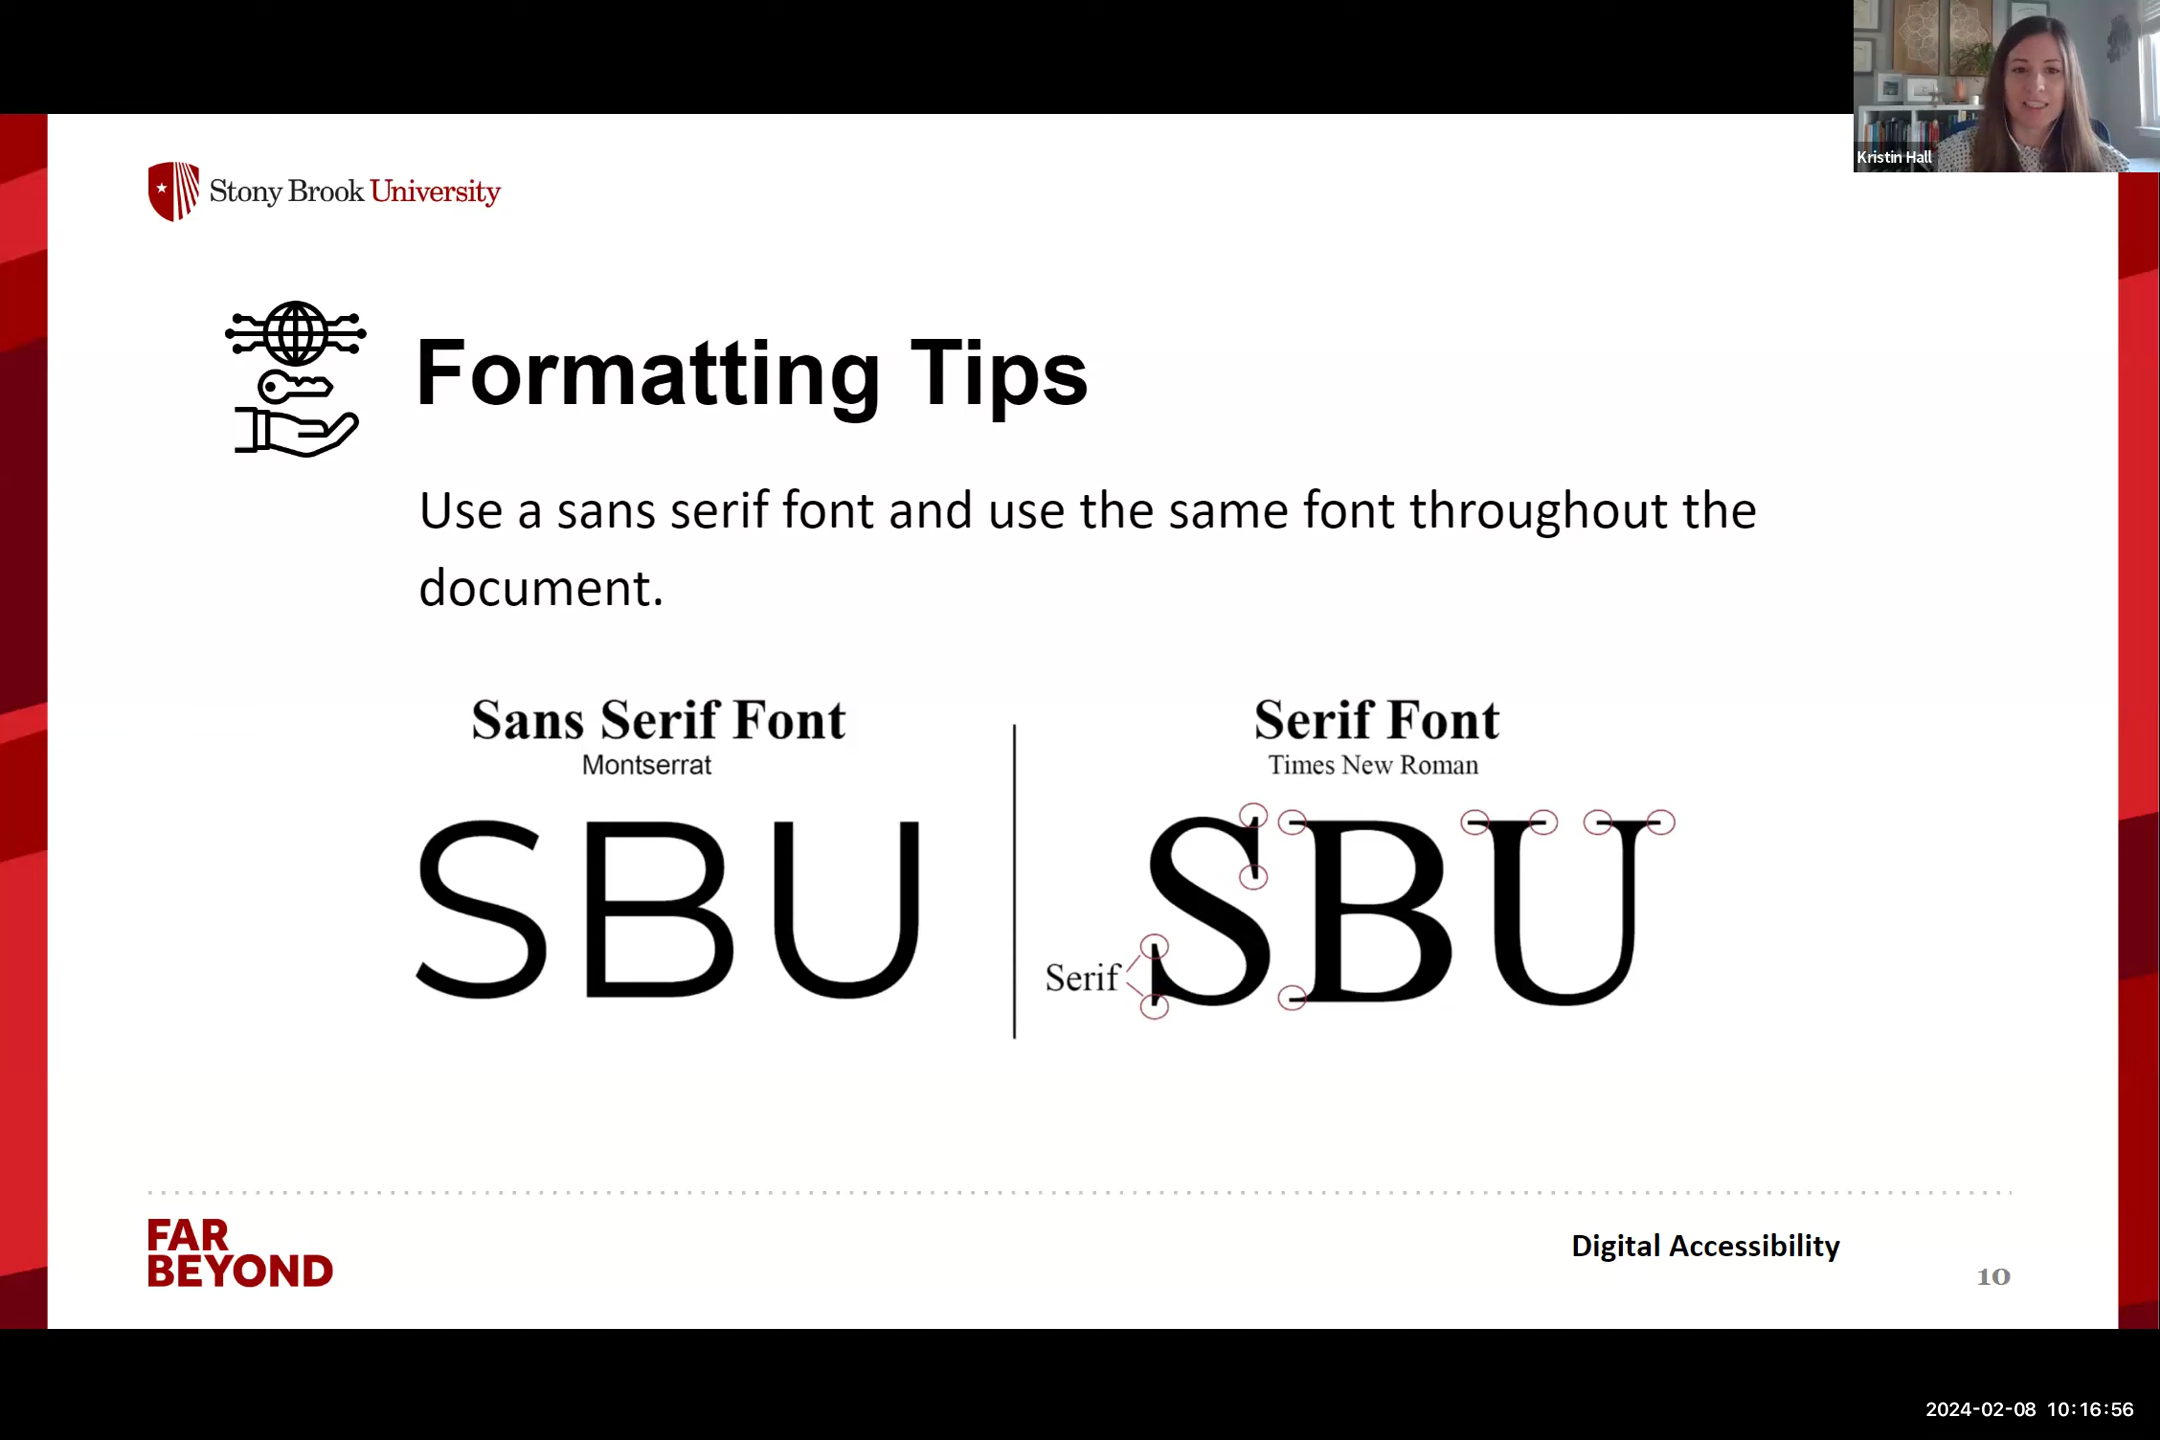 Kristin Hall
Stony Brook University
Formatting Tips
Use a sans serif font and use the same font throughout the
document.
Sans Serif Font
Montserrat
SBU
Serif Font
Times New Roman
SBU
Serif
FAR
BEYOND
Digital Accessibility
10
2024-02-08 10:16:56